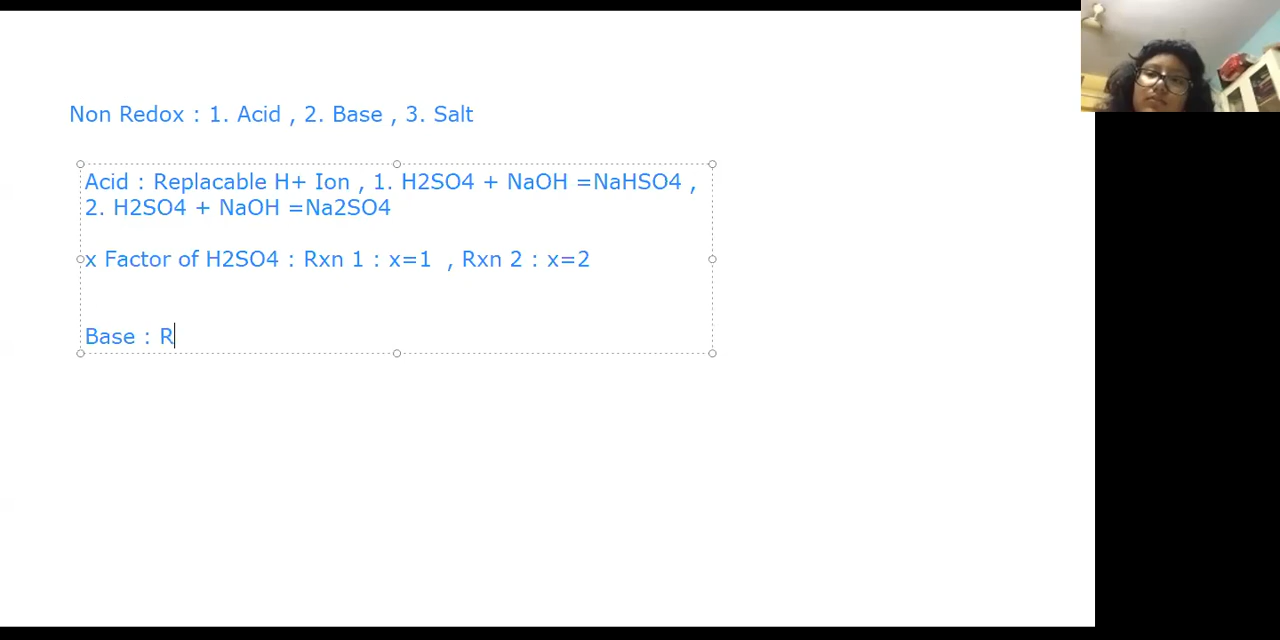 Non Redox : 1. Acid , 2. Base , 3. Salt
Acid : Replacable H+ Ion , 1. H2SO4 + NaOH =NaHSO4 ,
2. H2SO4 + NaOH =Na2SO4
x Factor of H2SO4 : Rxn 1 : x=1 , Rxn 2 : x=2
Base : R